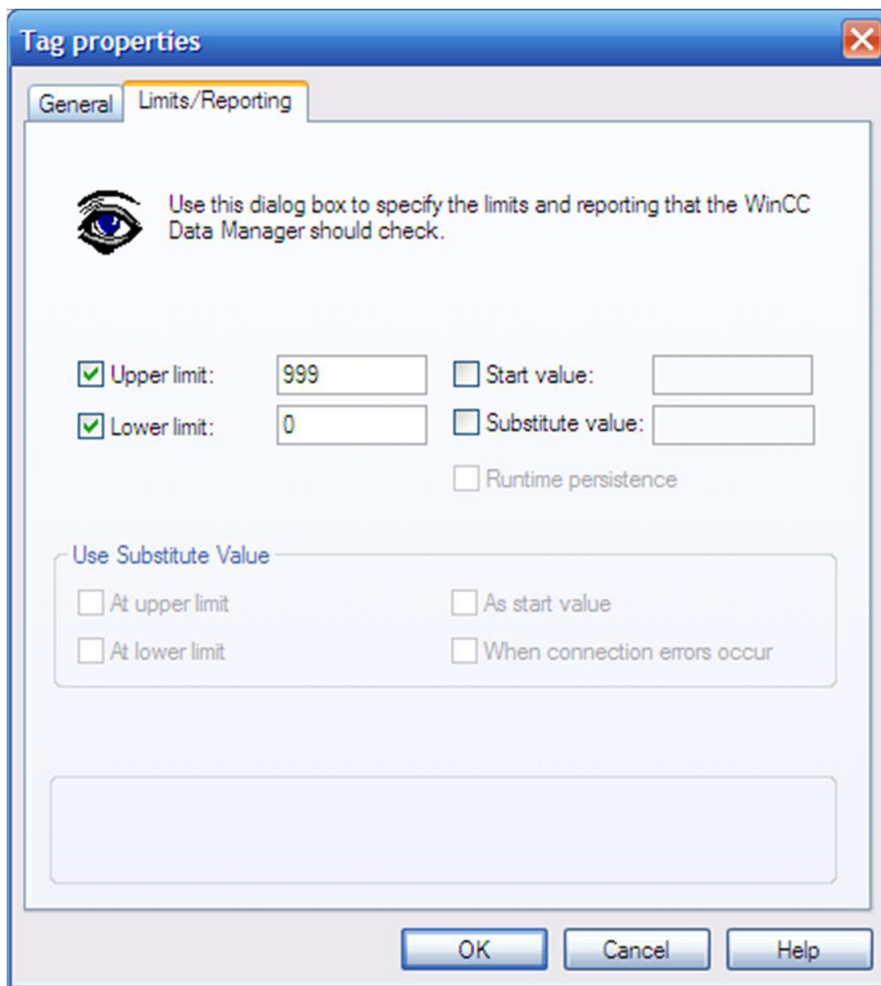 Tag properties
General
Limits/Reporting
Use this dialog box to specify the limits and reporting that the WinCC
Data Manager should check.
Upper limit: 999
Start value:
Lower limit: 0
Substitute value:
Runtime persistence
Use Substitute Value
At upper limit
As start value
At lower limit
When connection errors occur
OK
Cancel
Help